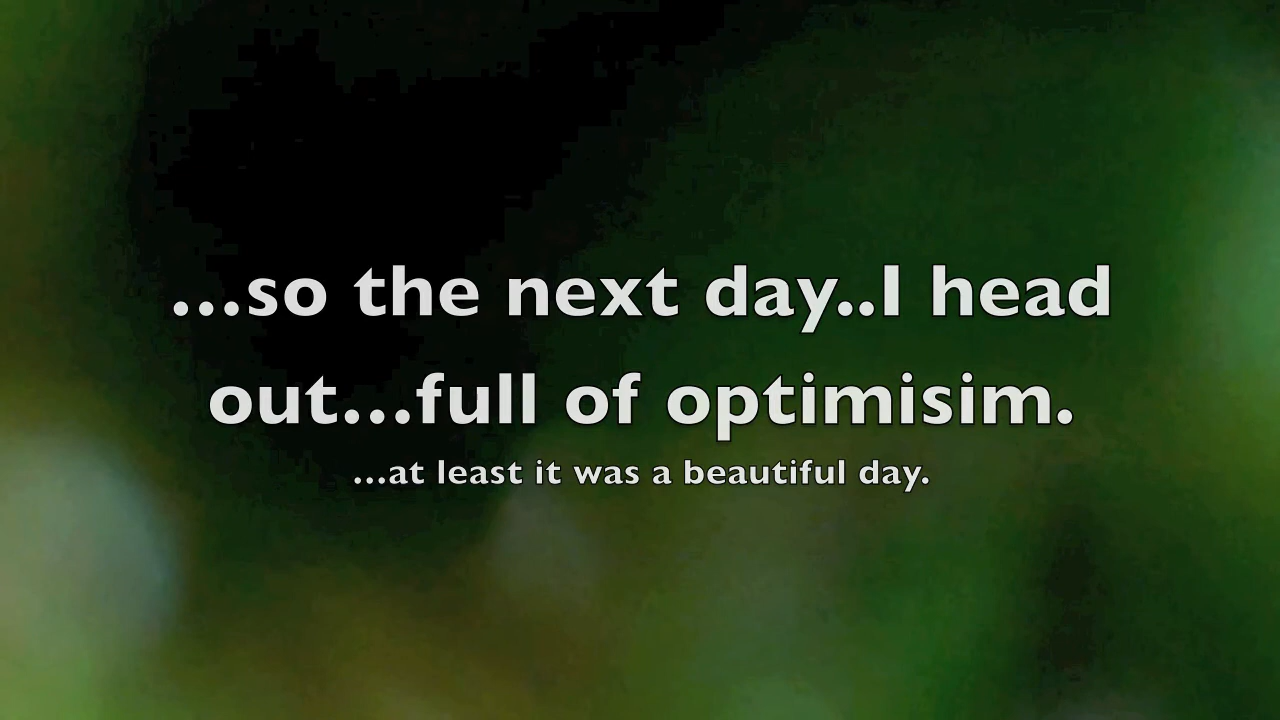 ...so the next day..I head
out...full of optimisim.
...at least it was a beautiful day.